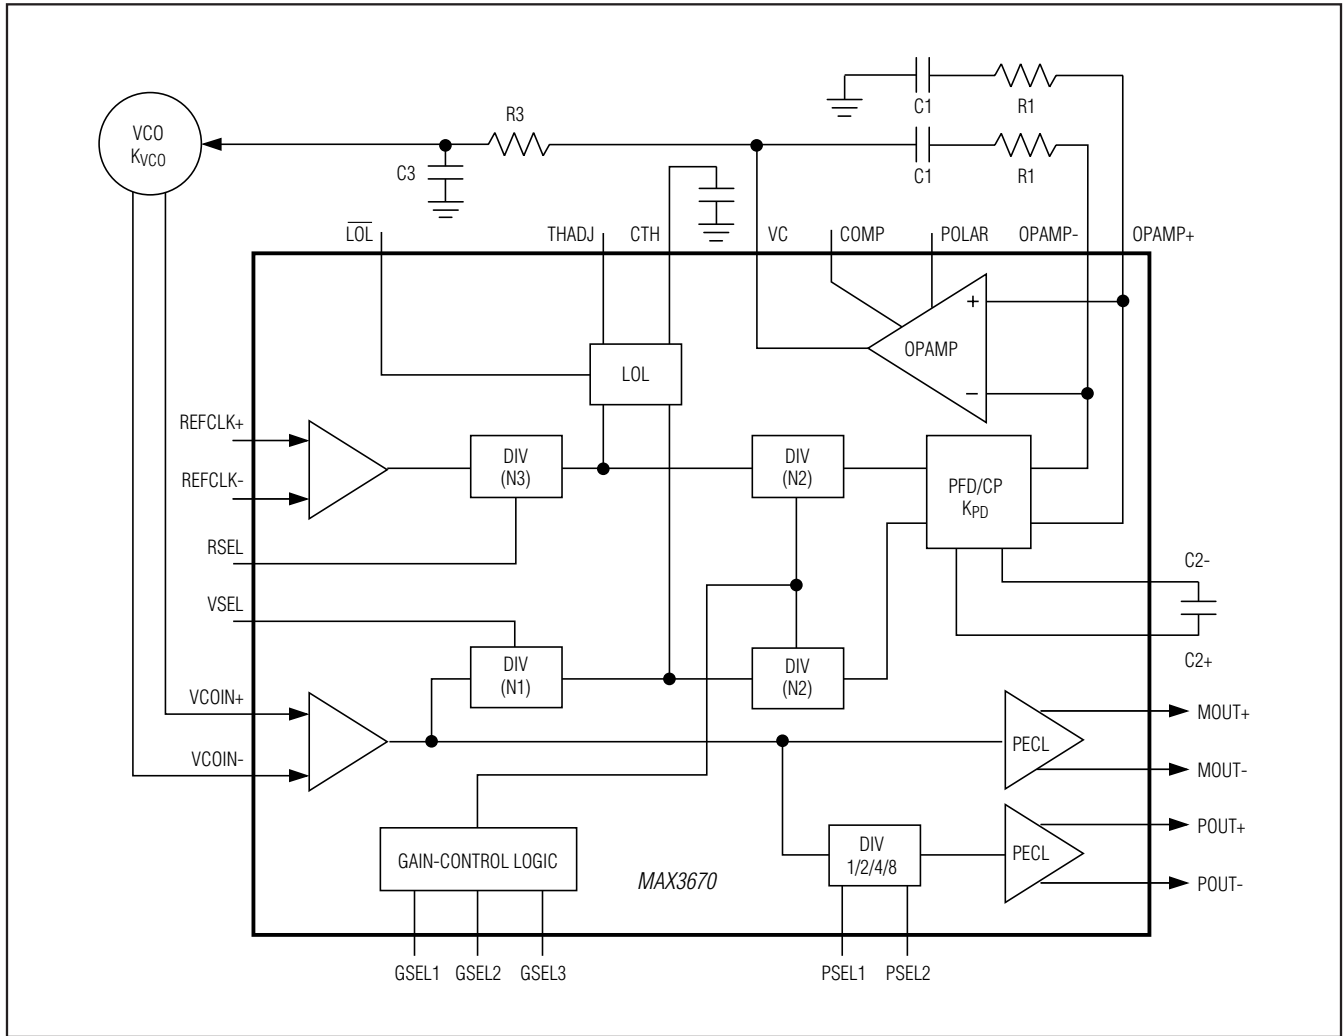 C1
R1
R3
VCO
KVCO
C3
C1
R1
LOL
THADJ
CTH
VC
COMP
POLAR
OPAMP-
OPAMP+
+
OPAMP
−
LOL
REFCLK+
REFCLK-
DIV
(N3)
DIV
(N2)
PFD/CP
KPD
RSEL
C2-
VSEL
DIV
(N1)
DIV
(N2)
C2+
VCOIN+
MOUT+
PECL
VCOIN-
MOUT-
POUT+
GAIN-CONTROL LOGIC
DIV
1/2/4/8
PECL
MAX3670
POUT-
GSEL1
GSEL2
GSEL3
PSEL1
PSEL2